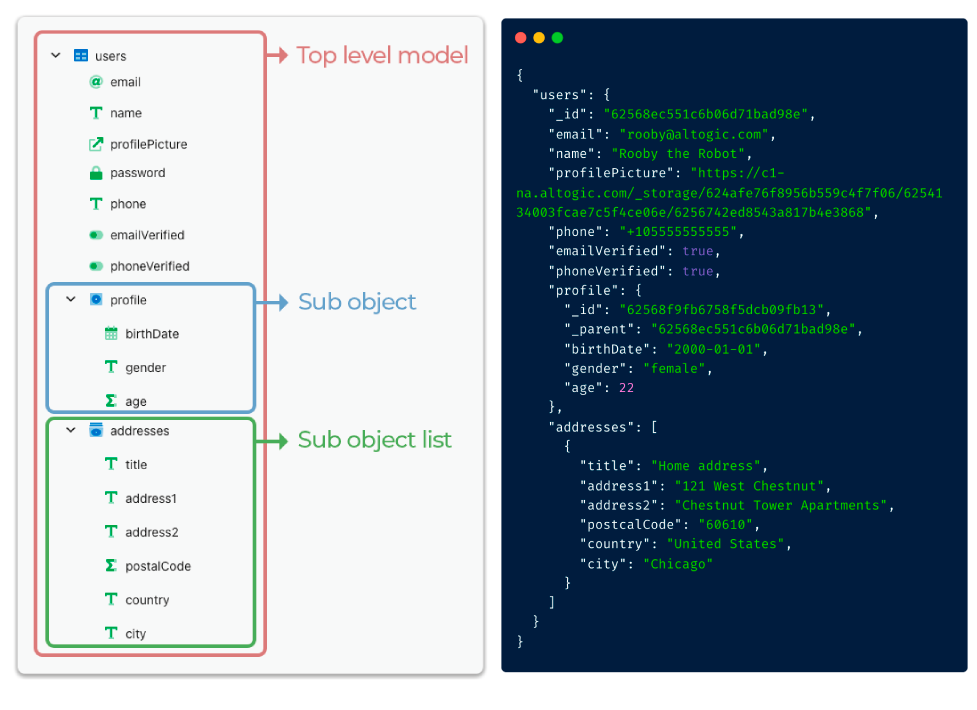 users
email
name
profilePicture
password
phone
emailVerified
phoneVerified
profile
birthDate
gender
age
addresses
title
address1
address2
postalCode
country
city
Top level model
Sub object
Sub object list
{
"users": {
"_id": "62568ec551c6b06d71bad98e",
"email": "rooby@altogic.com",
"name": "Rooby the Robot",
"profilePicture": "https://c1-
na.altogic.com/_storage/624afe76f8956b559c4f7f06/62541
34003fcae7c5f4ce06e/6256742ed8543a817b4e3868",
"phone": "+105555555555",
"emailVerified": true,
"phoneVerified": true,
"profile": {
"_id": "62568f9fb6758f5dcb09fb13",
"_parent": "62568ec551c6b06d71bad98e",
"birthDate": "2000-01-01",
"gender": "female",
"age": 22
},
"addresses": [
{
"title": "Home address",
"address1": "121 West Chestnut",
"address2": "Chestnut Tower Apartments",
"postcalCode": "60610",
"country": "United States",
"city": "Chicago"
}
]
}
}